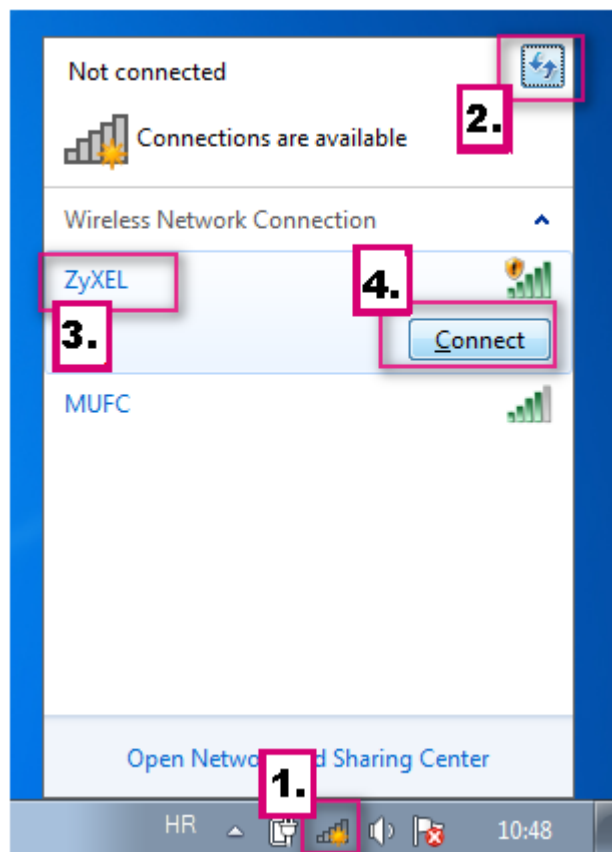 Not connected
2.
Connections are available
Wireless Network Connection
ZyXEL
4.
3.
Connect
MUFC
Open Netwo d Sharing Center
1.
HR
10:48